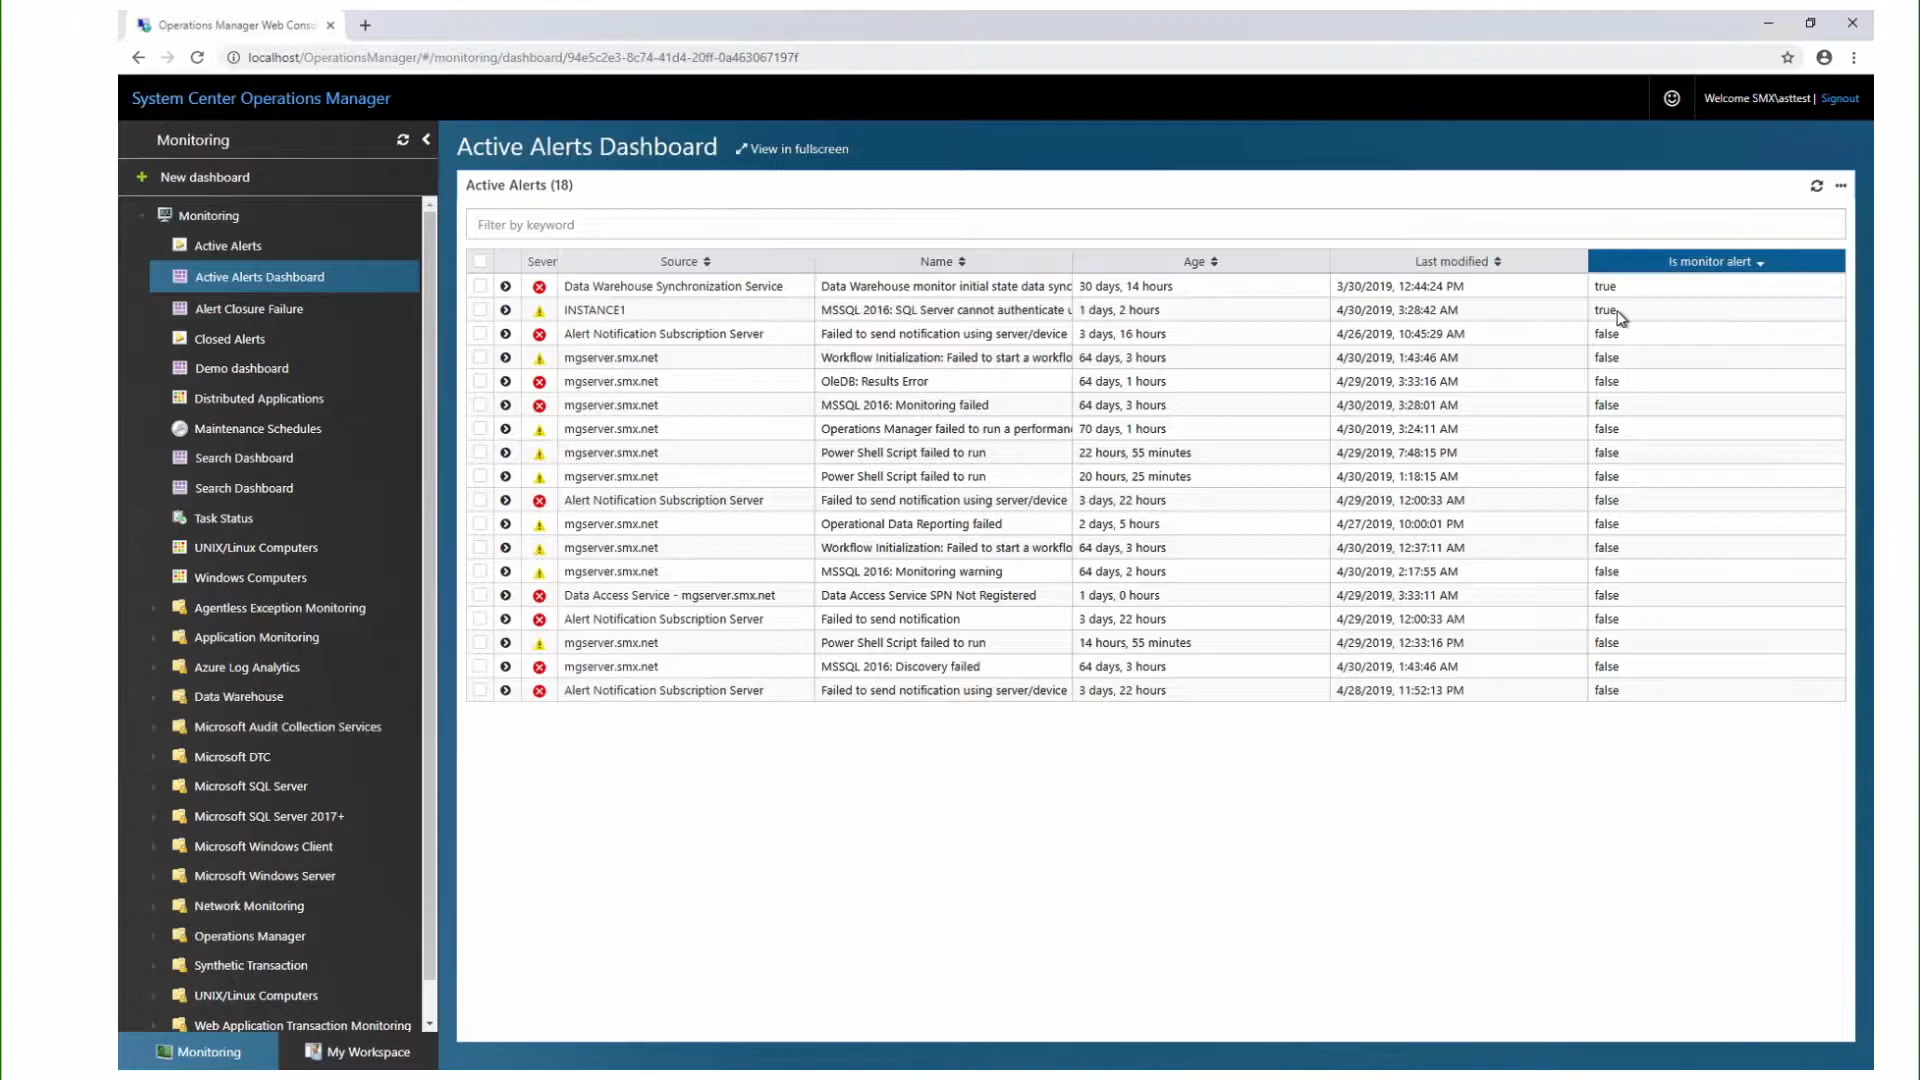 Operations Manager Web Cons
localhost/OperationsManager/#/monitoring/dashboard/94e5c2e3-8c74-41d4-20ff-0a463067197f
System Center Operations Manager
Welcome SMX\asttest | Signout
Monitoring
New dashboard
Monitoring
Active Alerts
Active Alerts Dashboard
Alert Closure Failure
Closed Alerts
Demo dashboard
Distributed Applications
Maintenance Schedules
Search Dashboard
Search Dashboard
Task Status
UNIX/Linux Computers
Windows Computers
Agentless Exception Monitoring
Application Monitoring
Azure Log Analytics
Data Warehouse
Microsoft Audit Collection Services
Microsoft DTC
Microsoft SQL Server
Microsoft SQL Server 2017+
Microsoft Windows Client
Microsoft Windows Server
Network Monitoring
Operations Manager
Synthetic Transaction
UNIX/Linux Computers
Web Application Transaction Monitoring
Monitoring
My Workspace
Active Alerts Dashboard
View in fullscreen
Active Alerts (18)
Filter by keyword
Sever Source Name Age Last modified Is monitor alert
Data Warehouse Synchronization Service Data Warehouse monitor initial state data sync 30 days, 14 hours 3/30/2019, 12:44:24 PM true
INSTANCE1 MSSQL 2016: SQL Server cannot authenticate u 1 days, 2 hours 4/30/2019, 3:28:42 AM true
Alert Notification Subscription Server Failed to send notification using server/device 3 days, 16 hours 4/26/2019, 10:45:29 AM false
mgserver.smx.net Workflow Initialization: Failed to start a workflo 64 days, 3 hours 4/30/2019, 1:43:46 AM false
mgserver.smx.net OleDB: Results Error 64 days, 1 hours 4/29/2019, 3:33:16 AM false
mgserver.smx.net MSSQL 2016: Monitoring failed 64 days, 3 hours 4/30/2019, 3:28:01 AM false
mgserver.smx.net Operations Manager failed to run a performan 70 days, 1 hours 4/30/2019, 3:24:11 AM false
mgserver.smx.net Power Shell Script failed to run 22 hours, 55 minutes 4/29/2019, 7:48:15 PM false
mgserver.smx.net Power Shell Script failed to run 20 hours, 25 minutes 4/30/2019, 1:18:15 AM false
Alert Notification Subscription Server Failed to send notification using server/device 3 days, 22 hours 4/29/2019, 12:00:33 AM false
mgserver.smx.net Operational Data Reporting failed 2 days, 5 hours 4/27/2019, 10:00:01 PM false
mgserver.smx.net Workflow Initialization: Failed to start a workflo 64 days, 3 hours 4/30/2019, 12:37:11 AM false
mgserver.smx.net MSSQL 2016: Monitoring warning 64 days, 2 hours 4/30/2019, 2:17:55 AM false
Data Access Service - mgserver.smx.net Data Access Service SPN Not Registered 1 days, 0 hours 4/29/2019, 3:33:11 AM false
Alert Notification Subscription Server Failed to send notification 3 days, 22 hours 4/29/2019, 12:00:33 AM false
mgserver.smx.net Power Shell Script failed to run 14 hours, 55 minutes 4/29/2019, 12:33:16 PM false
mgserver.smx.net MSSQL 2016: Discovery failed 64 days, 3 hours 4/30/2019, 1:43:46 AM false
Alert Notification Subscription Server Failed to send notification using server/device 3 days, 22 hours 4/28/2019, 11:52:13 PM false